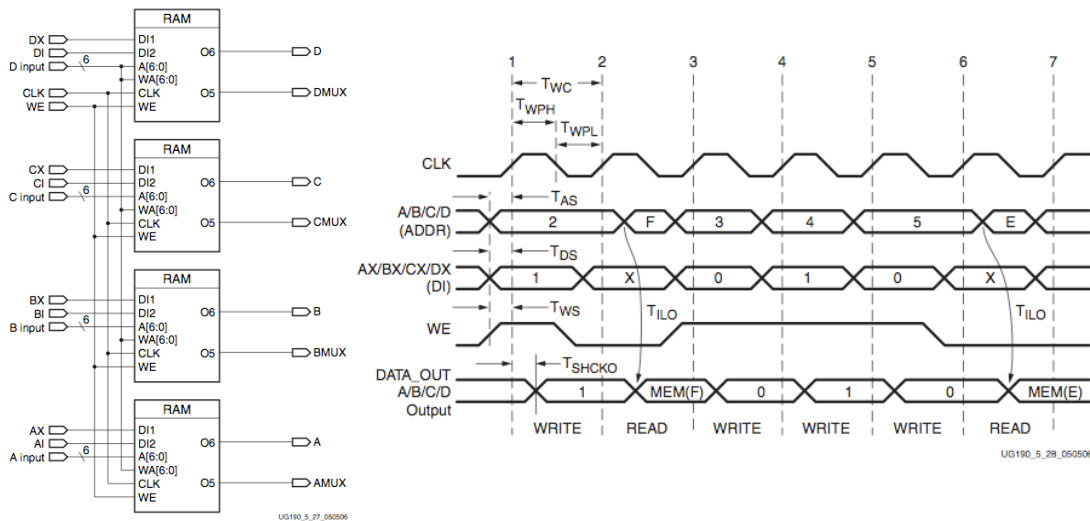 RAM
DX
DI
D input
6
CLK
WE
DI1
DI2
A[6:0]
WA[6:0]
CLK
WE
O6
O5
D
DMUX
RAM
CX
CI
C input
6
DI1
DI2
A[6:0]
WA[6:0]
CLK
WE
O6
O5
C
CMUX
RAM
BX
BI
B input
6
DI1
DI2
A[6:0]
WA[6:0]
CLK
WE
O6
O5
B
BMUX
RAM
AX
AI
A input
6
DI1
DI2
A[6:0]
WA[6:0]
CLK
WE
O6
O5
A
AMUX
UG190_5_27_050506
1 2 3 4 5 6 7
TWC
TWPH
TWPL
CLK
TAS
A/B/C/D
(ADDR)
2 F 3 4 5 E
TDS
AX/BX/CX/DX
(DI)
1 X 0 1 0 X
TWS
TILO TILO
WE
TSHCKO
DATA_OUT
A/B/C/D
Output
1 MEM(F) 0 1 0 MEM(E)
WRITE READ WRITE WRITE WRITE READ
UG190_5_28_050506